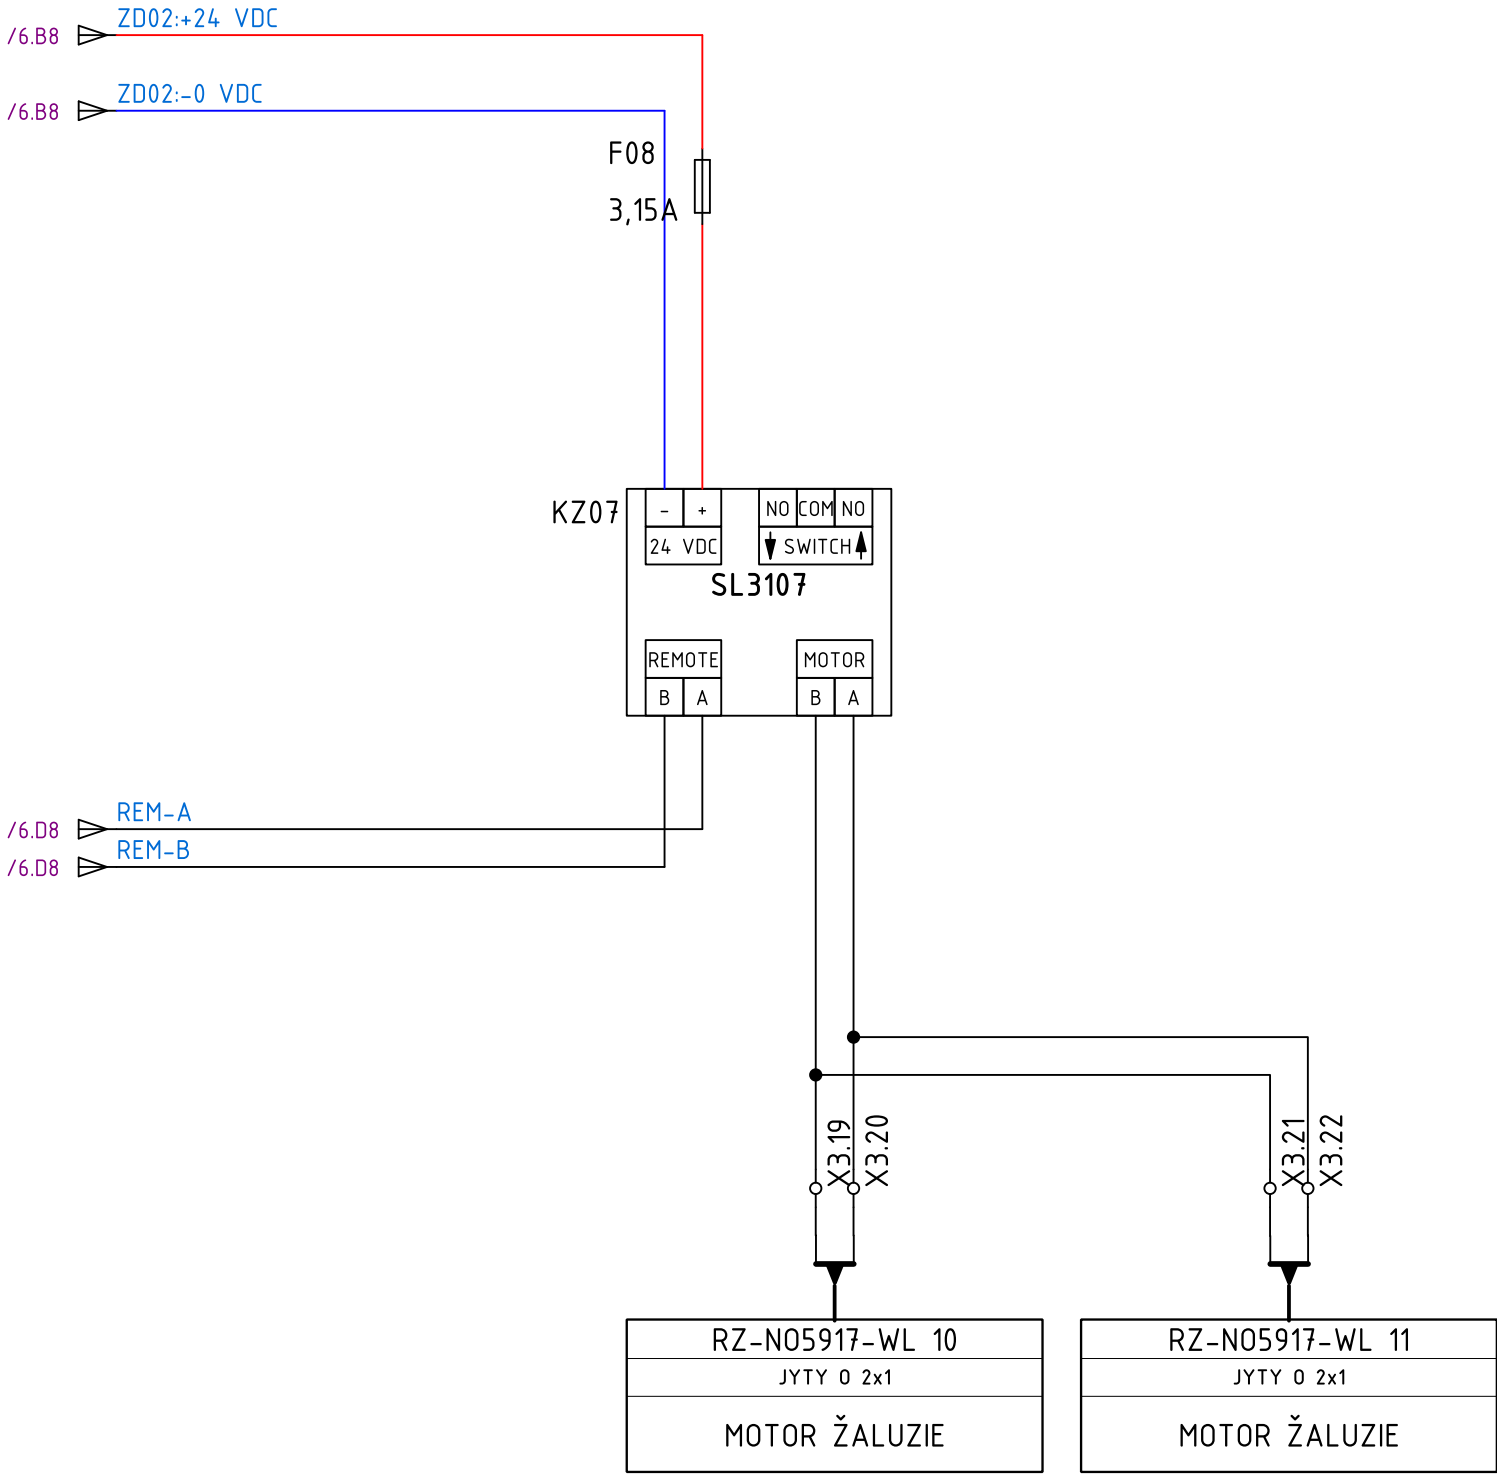 ZD02:+24 VDC
/6.B8
ZD02:-0 VDC
/6.B8
F08
3,15A
KZ07
- + NO COM NO
24 VDC SWITCH
SL3107
REMOTE MOTOR
B A B A
REM-A
/6.D8
REM-B
/6.D8
X3.19
X3.20
X3.21
X3.22
RZ-NO5917-WL 10
JYTY O 2x1
MOTOR ŽALUZIE
RZ-NO5917-WL 11
JYTY O 2x1
MOTOR ŽALUZIE